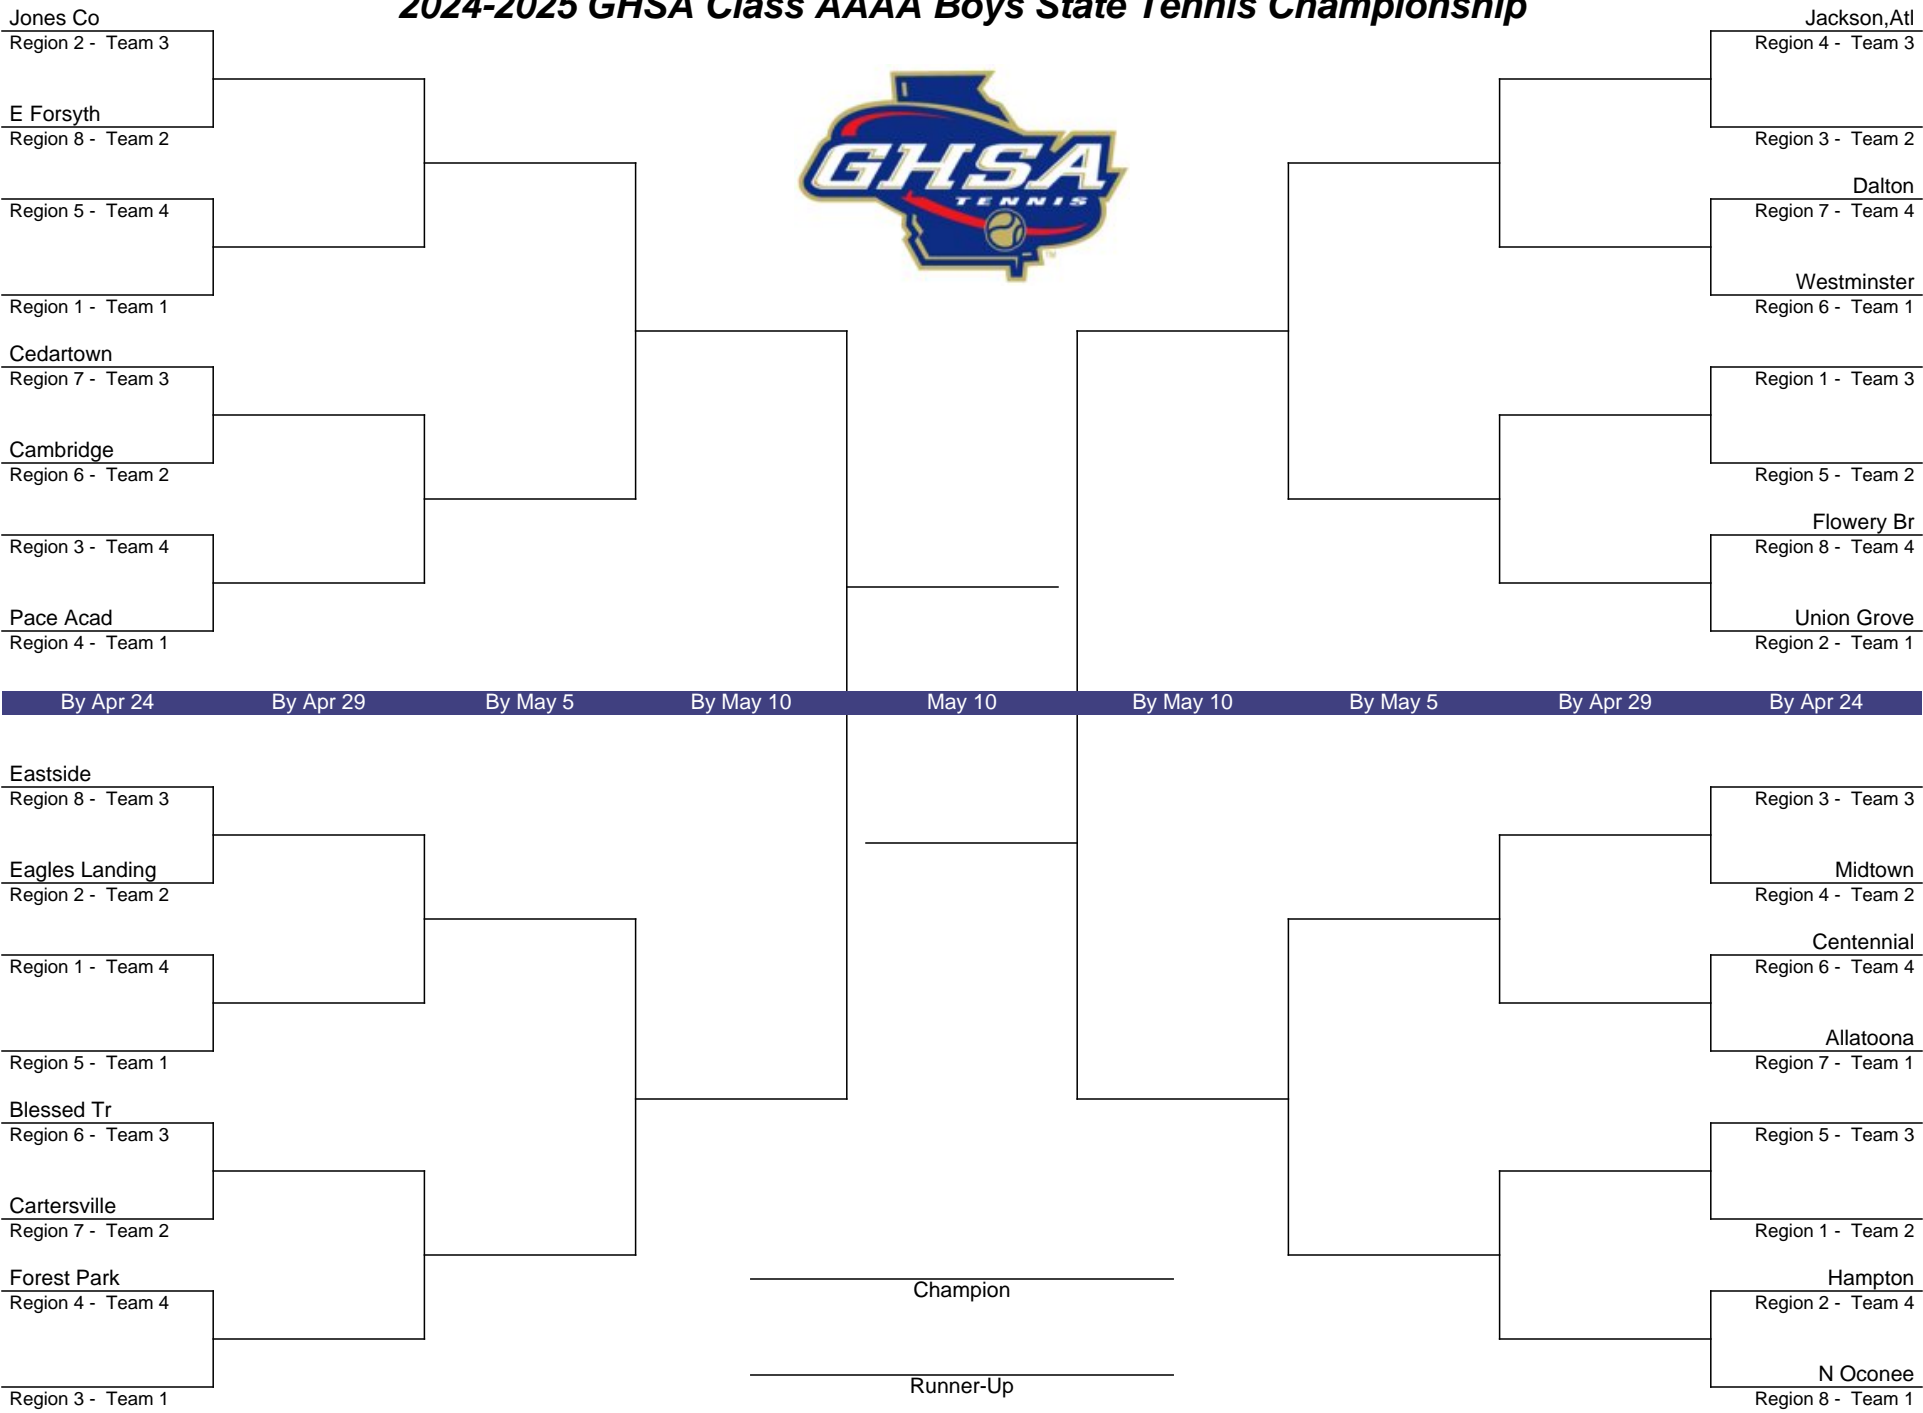 2024-2025 GHSA Class AAAA Boys State Tennis Championship
Jones Co
Region 2 - Team 3
E Forsyth
Region 8 - Team 2
Region 5 - Team 4
Region 1 - Team 1
Cedartown
Region 7 - Team 3
Cambridge
Region 6 - Team 2
Region 3 - Team 4
Pace Acad
Region 4 - Team 1
GHSA
TENNIS
TM
Jackson,Atl
Region 4 - Team 3
Region 3 - Team 2
Dalton
Region 7 - Team 4
Westminster
Region 6 - Team 1
Region 1 - Team 3
Region 5 - Team 2
Flowery Br
Region 8 - Team 4
Union Grove
Region 2 - Team 1
By Apr 24 By Apr 29 By May 5 By May 10 May 10 By May 10 By May 5 By Apr 29 By Apr 24
Eastside
Region 8 - Team 3
Eagles Landing
Region 2 - Team 2
Region 1 - Team 4
Region 5 - Team 1
Blessed Tr
Region 6 - Team 3
Cartersville
Region 7 - Team 2
Forest Park
Region 4 - Team 4
Region 3 - Team 1
Champion
Runner-Up
Region 3 - Team 3
Midtown
Region 4 - Team 2
Centennial
Region 6 - Team 4
Allatoona
Region 7 - Team 1
Region 5 - Team 3
Region 1 - Team 2
Hampton
Region 2 - Team 4
N Oconee
Region 8 - Team 1